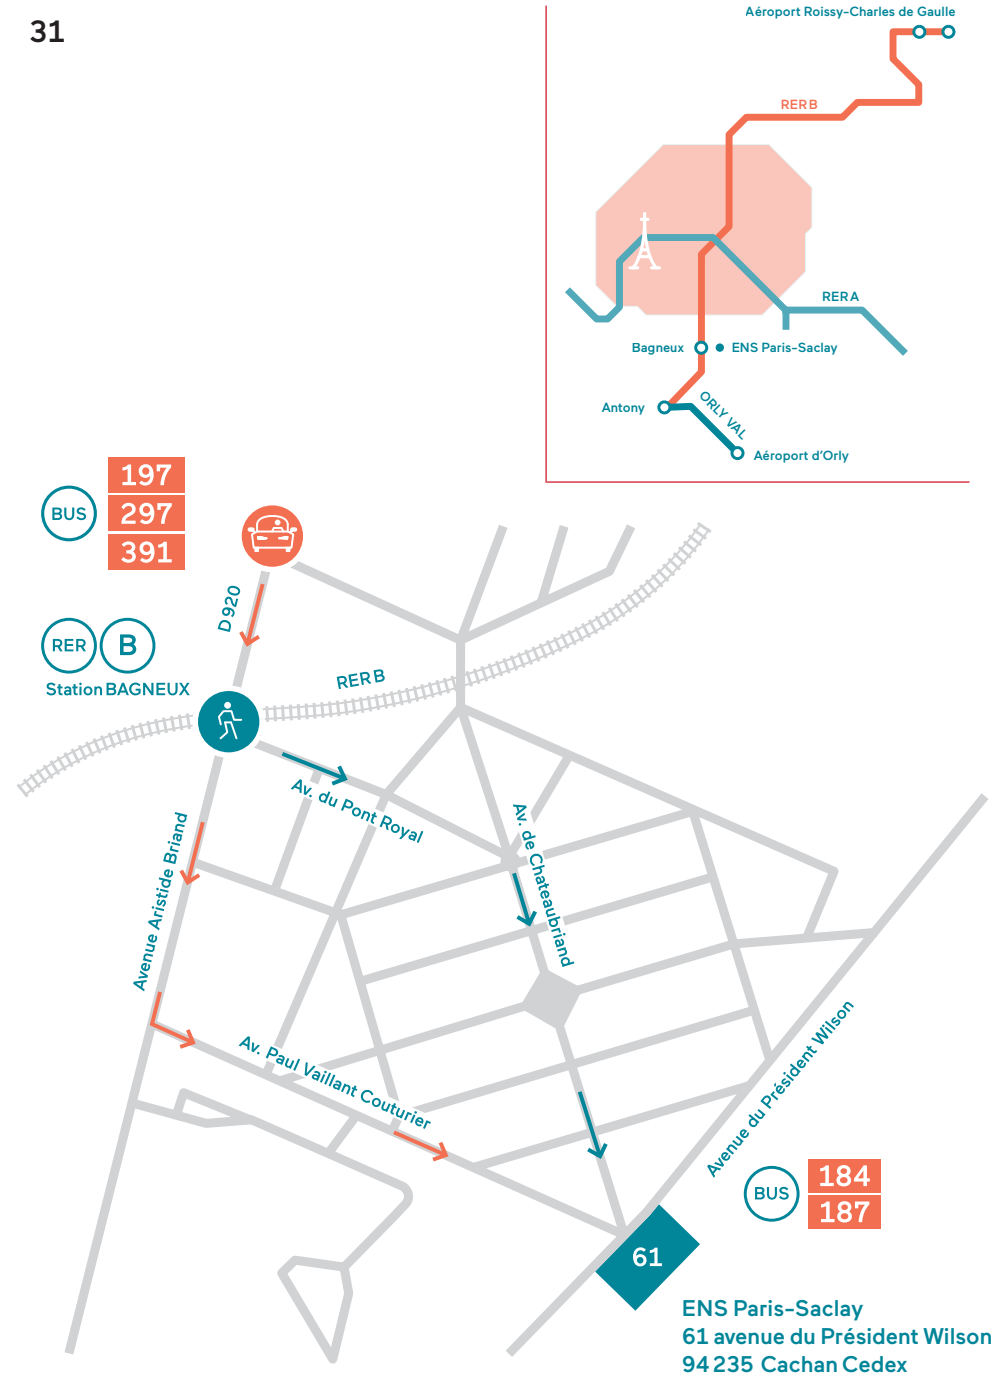 31
Aéroport Roissy-Charles de Gaulle
RER B
RER A
Bagneux
ENS Paris-Saclay
Antony
ORLY VAL
Aéroport d'Orly
BUS
197
297
391
D 920
RER
B
Station BAGNEUX
RER B
Av. du Pont Royal
Av. de Chateaubriand
Avenue Aristide Briand
Av. Paul Vaillant Couturier
Avenue du Président Wilson
BUS
184
187
61
ENS Paris-Saclay
61 avenue du Président Wilson
94 235 Cachan Cedex